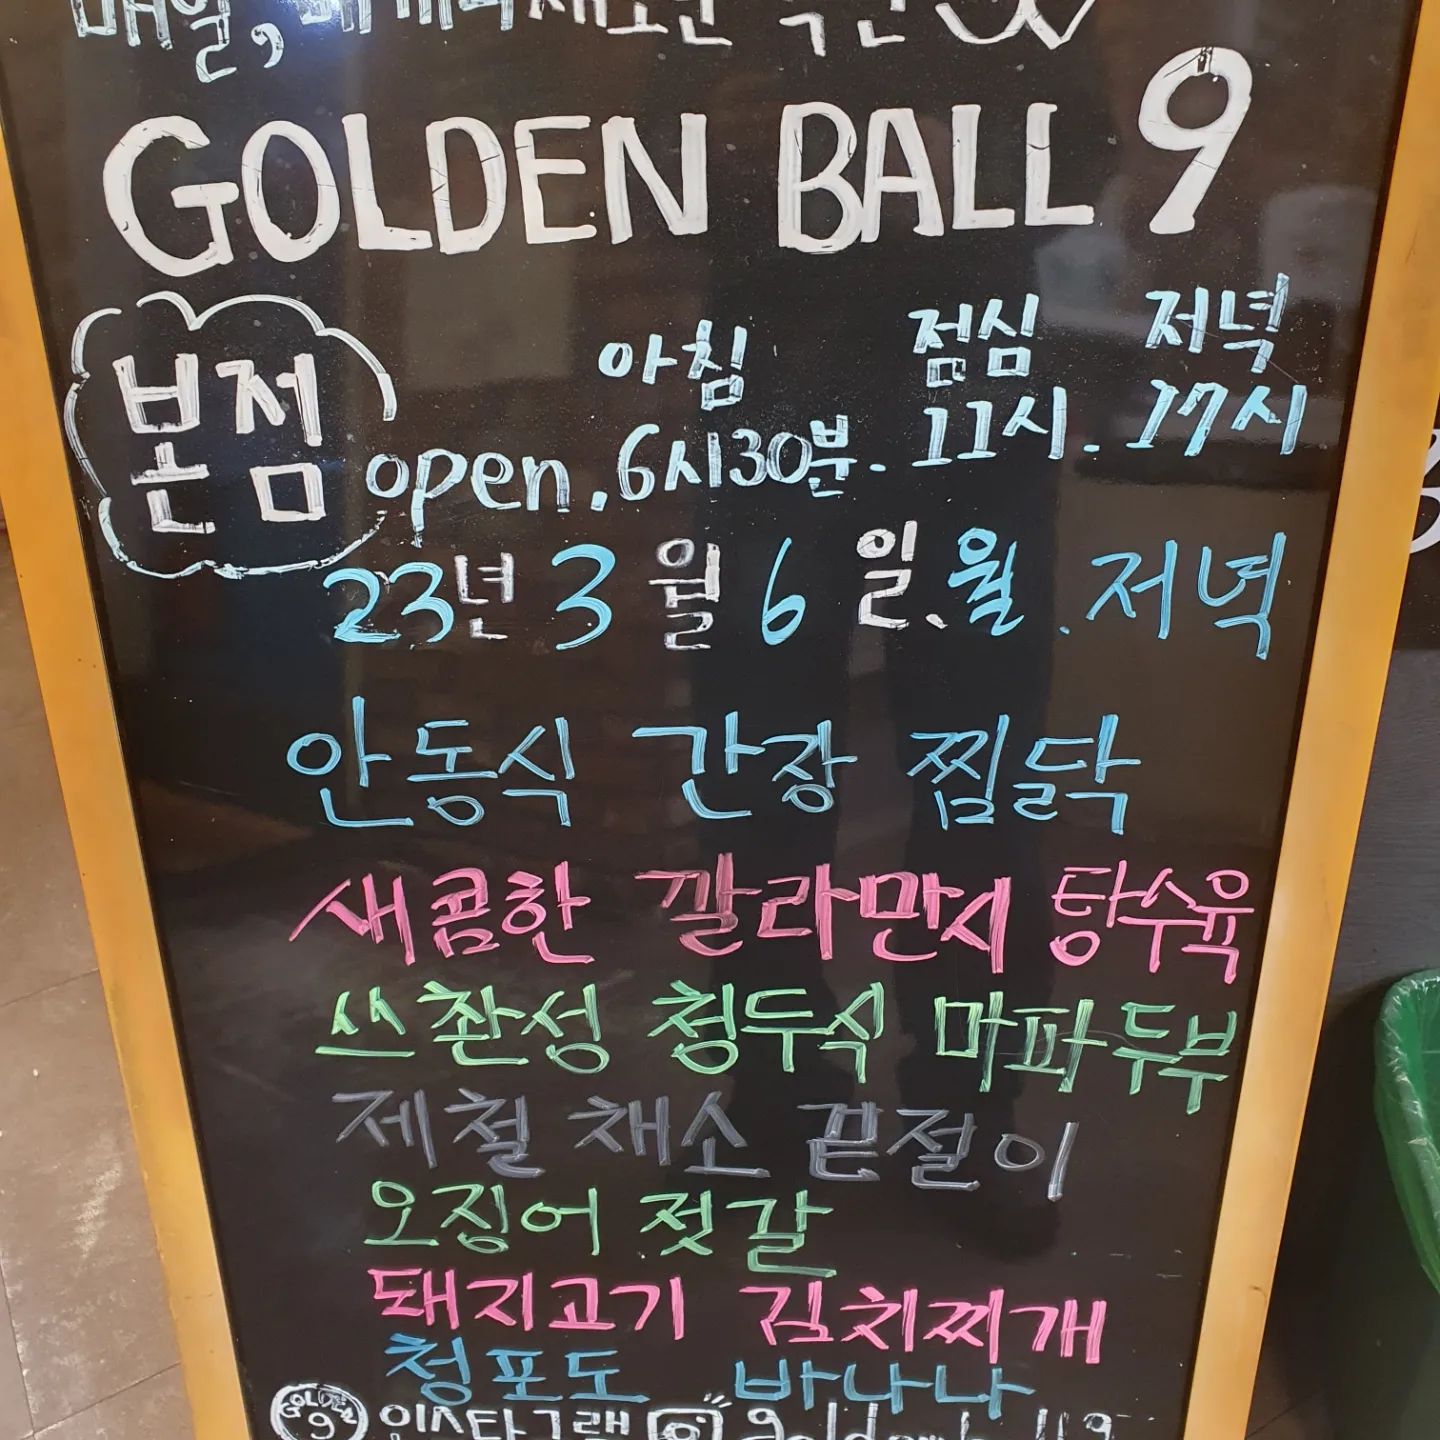 매일,
GOLDEN BALL 9
본점
아침 점심 저녁
open. 6시30분. 11시. 17시
23년 3월 6일. 월. 저녁
안동식 간장 찜닭
새콤한 깔라만시 탕수육
쓰촨성 청두식 마파두부
제철 채소 겉절이
오징어 젓갈
돼지고기 김치찌개
청포도 바나나
GOLDEN 9 인스타그램